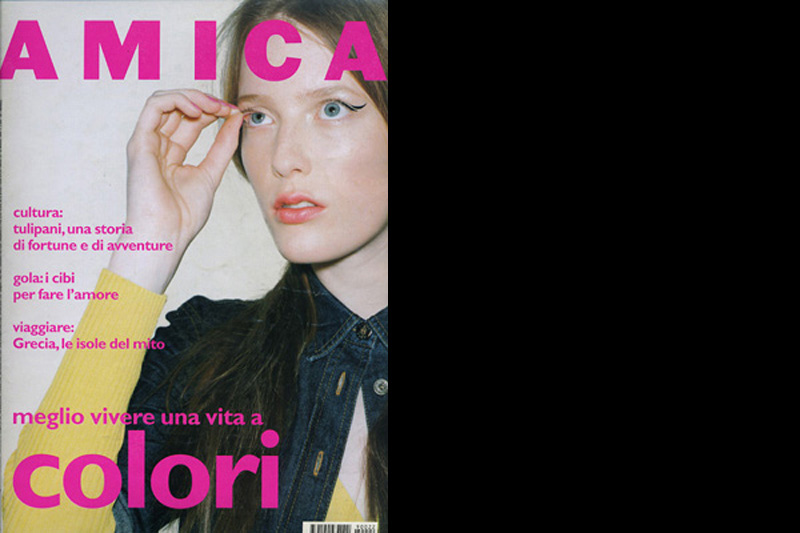 AMICA
cultura:
tulipani, una storia
di fortune e di avventure
gola: i cibi
per fare l'amore
viaggiare:
Grecia, le isole del mito
meglio vivere una vita a
colori